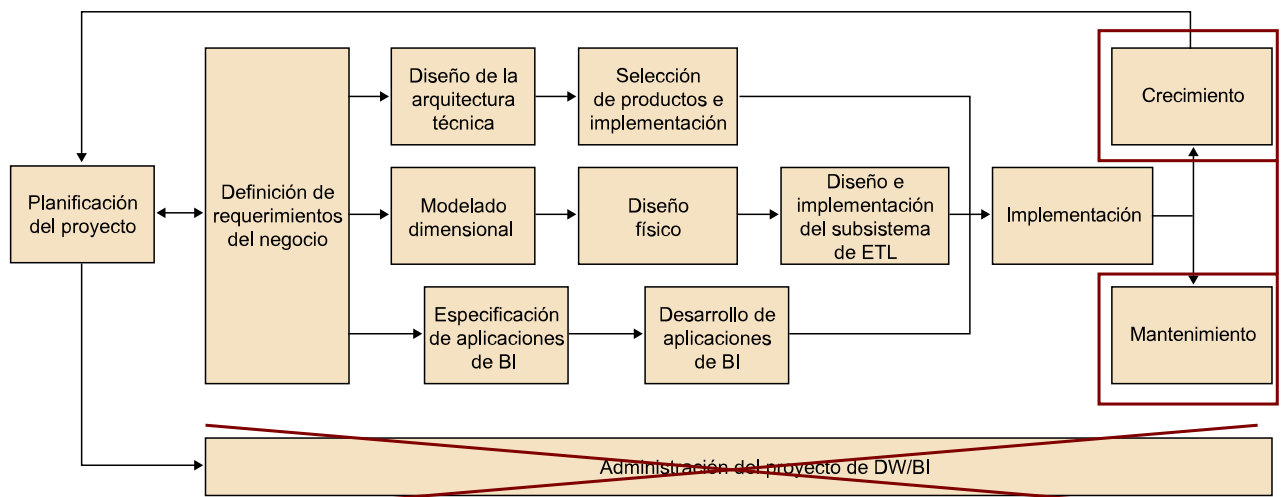 Diseño de la
arquitectura
técnica
Selección
de productos e
implementación
Crecimiento
Planificación
del proyecto
Definición de
requerimientos
del negocio
Modelado
dimensional
Diseño
físico
Diseño e
implementación
del subsistema
de ETL
Implementación
Especificación
de aplicaciones
de BI
Desarrollo de
aplicaciones
de BI
Mantenimiento
Administración del proyecto de DW/BI